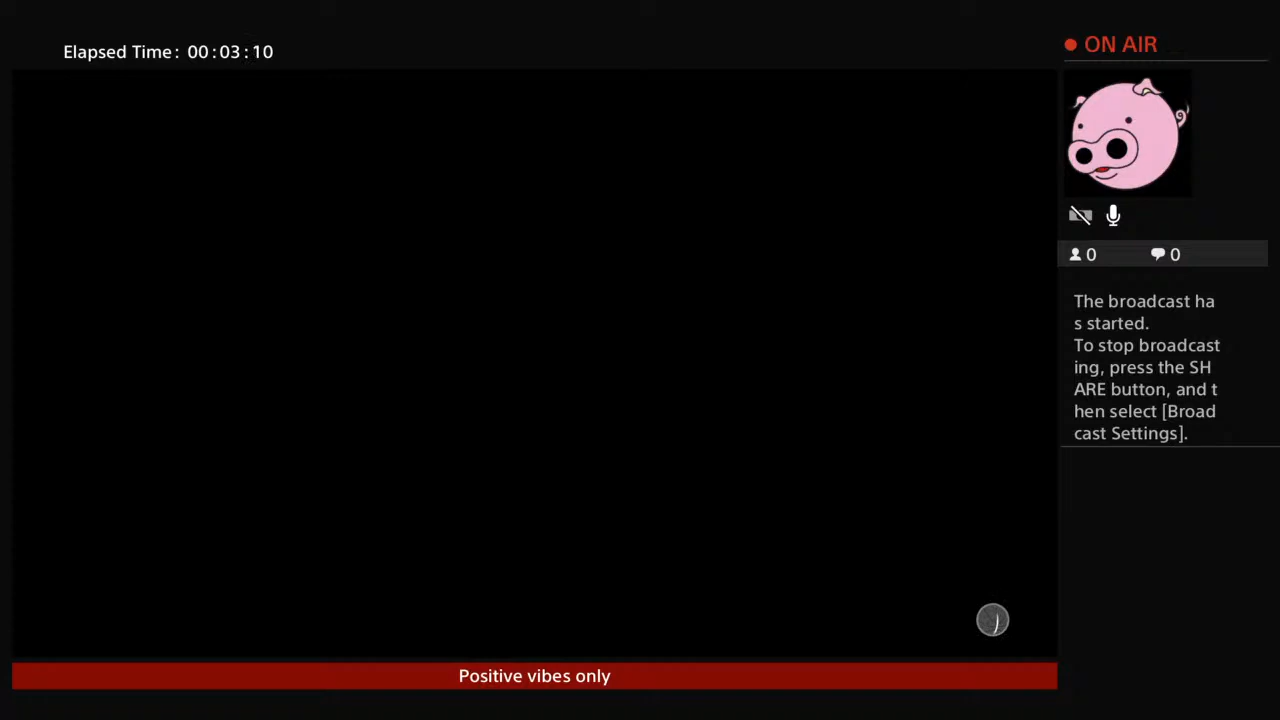 Elapsed Time: 00:03:10
ON AIR
0 0
The broadcast ha
s started.
To stop broadcast
ing, press the SH
ARE button, and t
hen select [Broad
cast Settings].
Positive vibes only